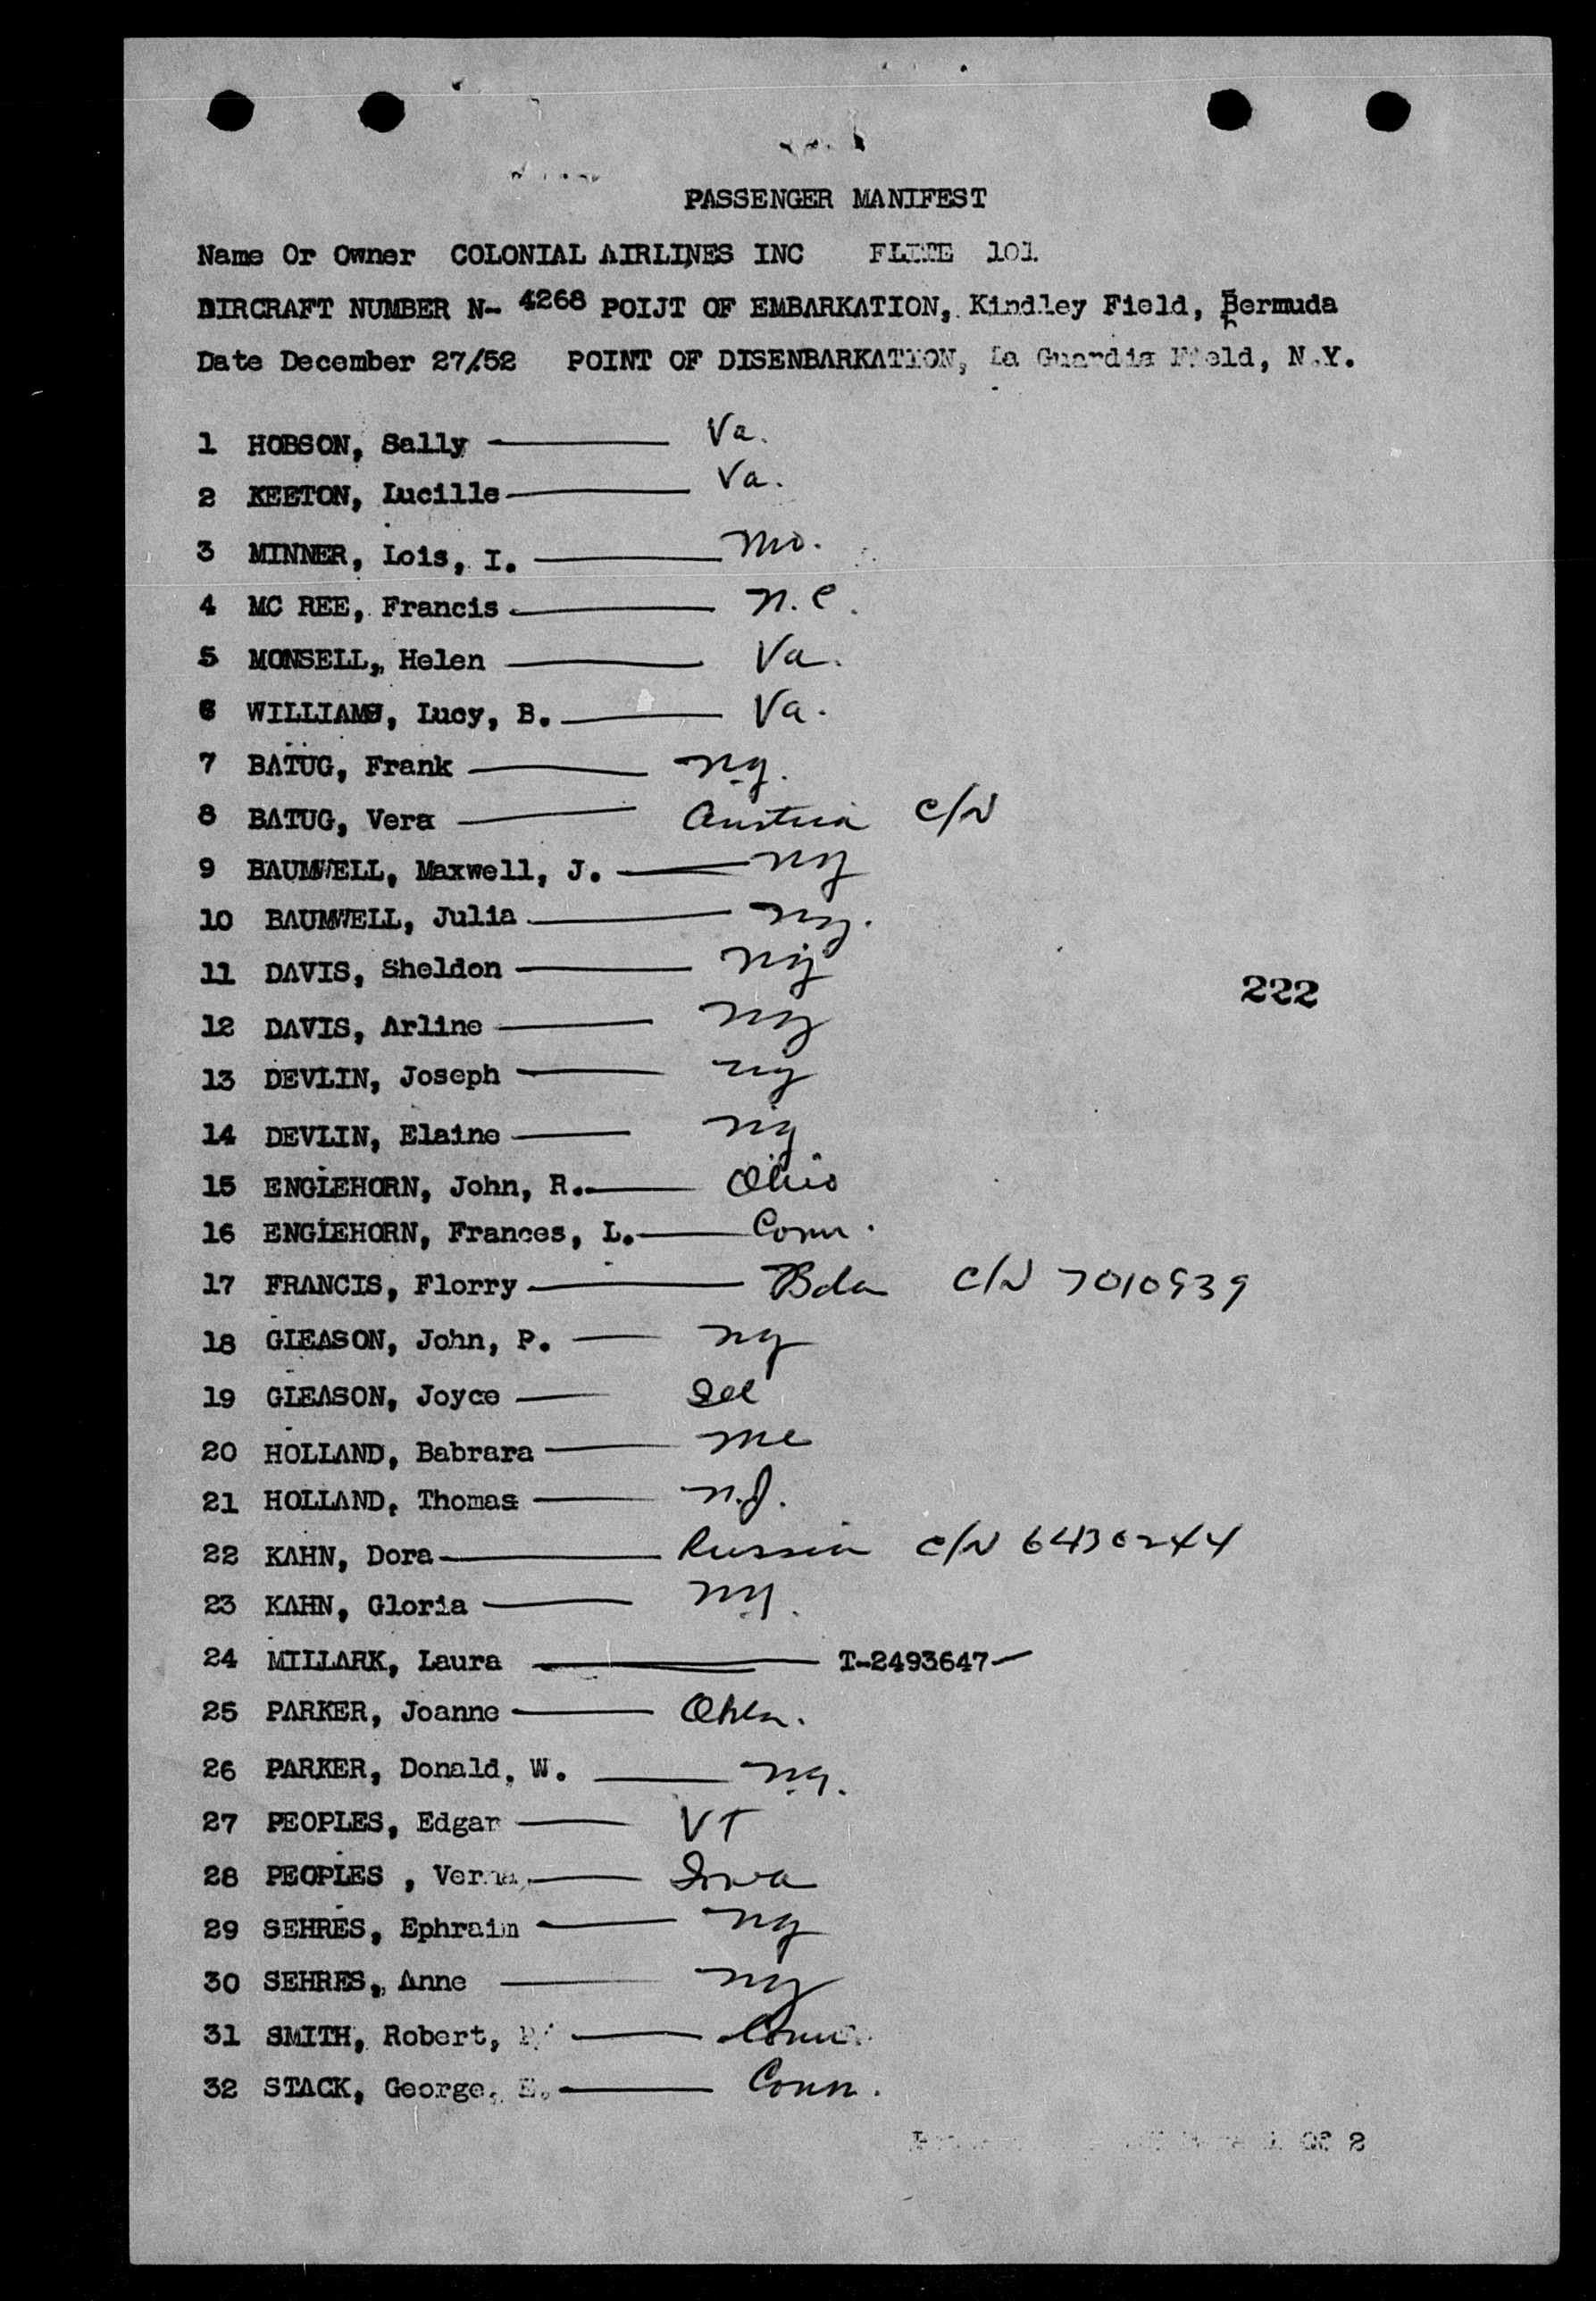 PASSENGER MANIFEST
Name Or Owner COLONIAL AIRLINES INC FLITE 101
DIRCRAFT NUMBER N- 4268 POIJT OF EMBARKATION, Kindley Field, Bermuda
Date December 27/52 POINT OF DISENBARKATION, La Guardia Field, N.Y.
1 HOBSON, Sally Va.
2 KEETON, Lucille Va.
3 MINNER, Lois, I. Mo.
4 MC REE, Francis N.C.
5 MONSELL, Helen Va.
6 WILLIAMS, Lucy, B. Va.
7 BATUG, Frank NY.
8 BATUG, Vera Austria C/N
9 BAUMWELL, Maxwell, J. NY
10 BAUMWELL, Julia NY.
11 DAVIS, Sheldon NY
12 DAVIS, Arline NY
13 DEVLIN, Joseph NY
14 DEVLIN, Elaine NY
15 ENGLEHORN, John, R. Ohio
16 ENGLEHORN, Frances, L. Conn.
222
17 FRANCIS, Florry Bda C/N 7010939
18 GLEASON, John, P. NY
19 GLEASON, Joyce
20 HOLLAND, Babrara Me
21 HOLLAND, Thomas N.J.
22 KAHN, Dora Russia C/N
23 KAHN, Gloria NY.
24 MILLARK, Laura T-2493647
25 PARKER, Joanne
26 PARKER, Donald, W. NY.
27 PEOPLES, Edgar VT
28 PEOPLES , Verna, Iowa
29 SEHRES, Ephraim NY
30 SEHRES, Anne NY
31 SMITH, Robert, Conn.
32 STACK, George, E. Conn.
1 Of 2